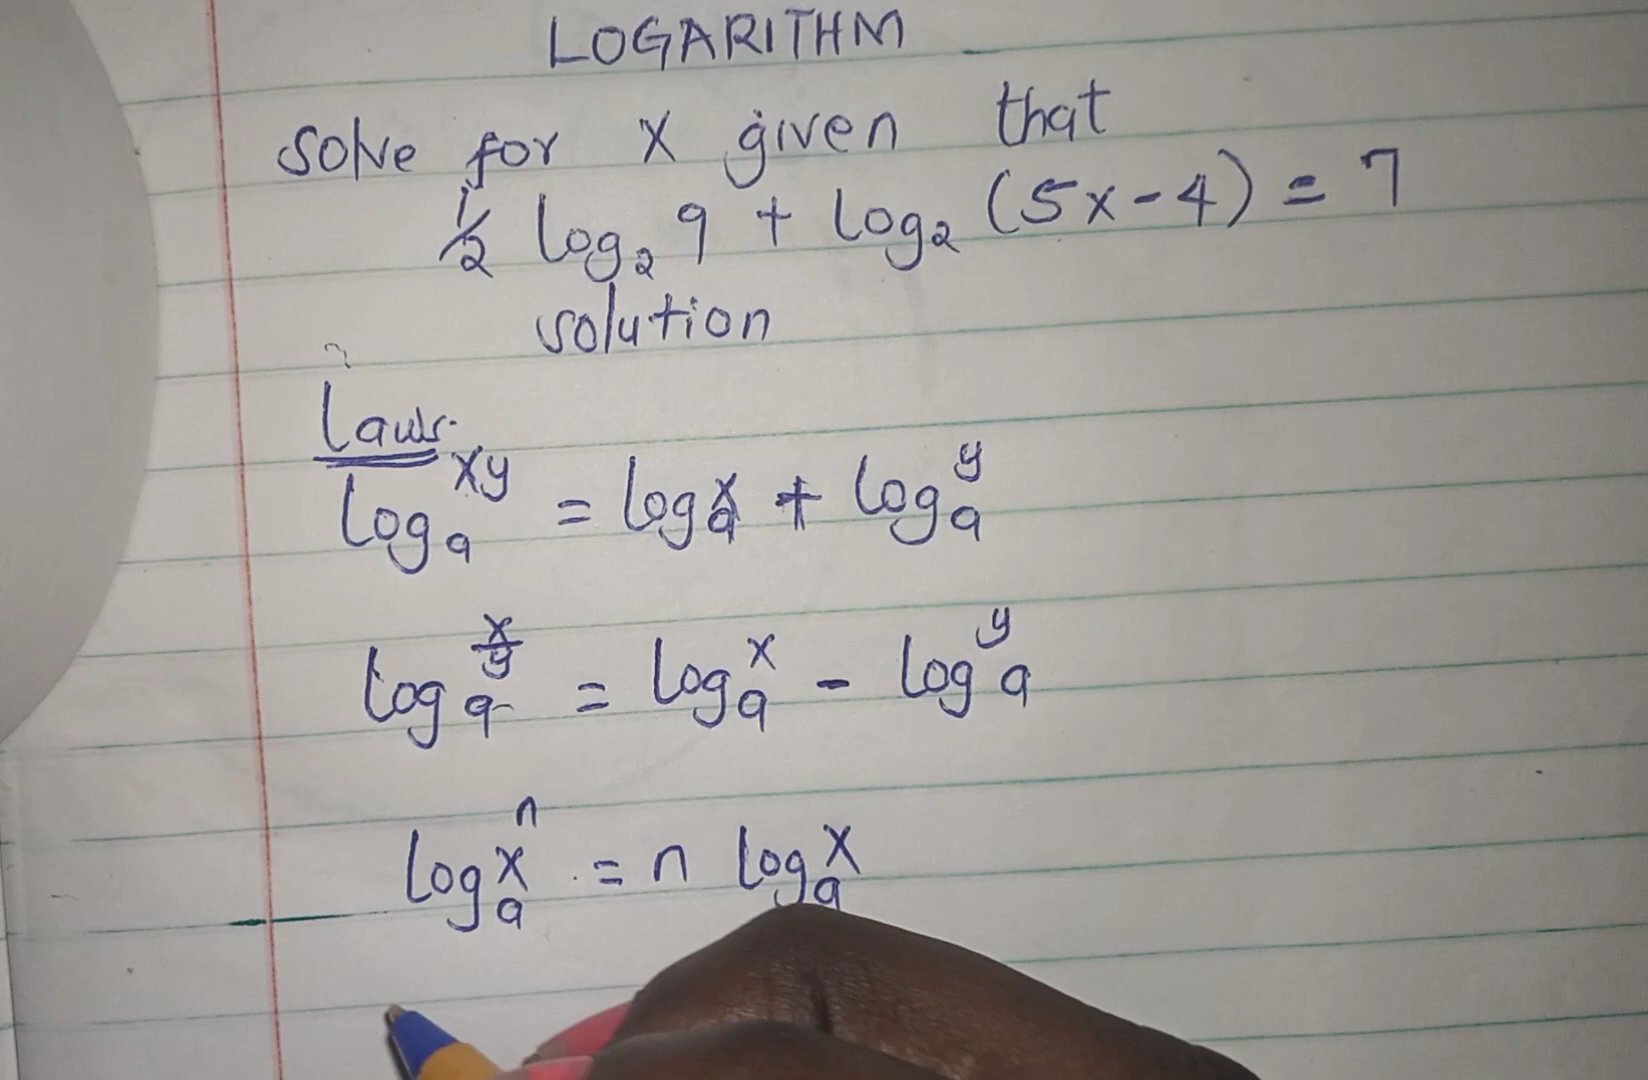 LOGARITHM
Solve for x given that
½ log₂ 9 + log₂ (5x-4) = 7
solution
Laws.
logₐ xy = logₐ x + logₐ y
logₐ x/y = logₐ x - logₐ y
logₐ xⁿ = n logₐ x